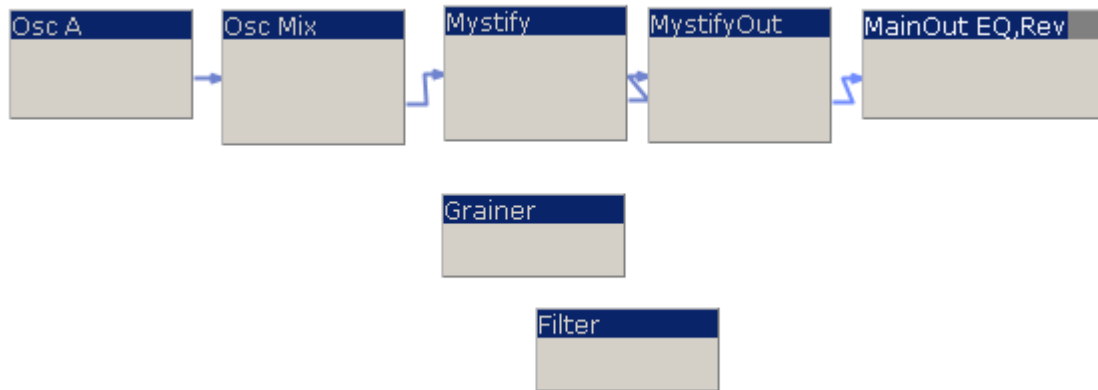 Osc A
Osc Mix
Mystify
MystifyOut
MainOut EQ,Rev
Grainer
Filter